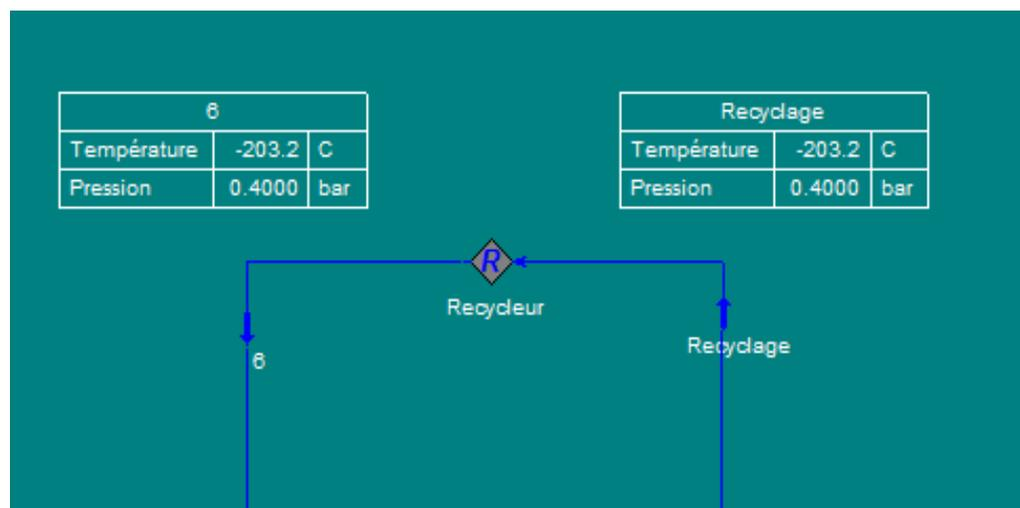 6
Température -203.2 C
Pression 0.4000 bar
Recyclage
Température -203.2 C
Pression 0.4000 bar
R
Recycleur
6
Recyclage